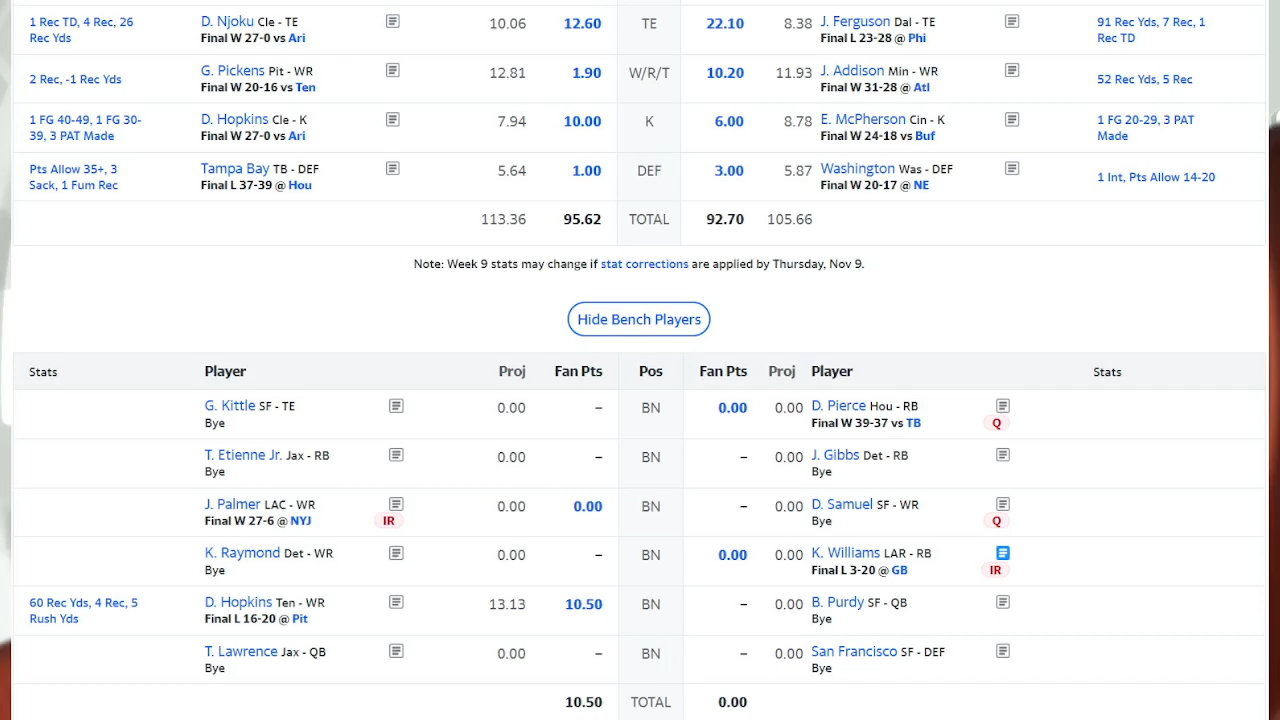 1 Rec TD, 4 Rec, 26 Rec Yds D. Njoku Cle - TE 10.06 12.60 TE 22.10 8.38 J. Ferguson Dal - TE 91 Rec Yds, 7 Rec, 1 Rec TD
Final W 27-0 vs Ari Final L 23-28 @ Phi
2 Rec, -1 Rec Yds G. Pickens Pit - WR 12.81 1.90 W/R/T 10.20 11.93 J. Addison Min - WR 52 Rec Yds, 5 Rec
Final W 20-16 vs Ten Final W 31-28 @ Atl
1 FG 40-49, 1 FG 30-39, 3 PAT Made D. Hopkins Cle - K 7.94 10.00 K 6.00 8.78 E. McPherson Cin - K 1 FG 20-29, 3 PAT Made
Final W 27-0 vs Ari Final W 24-18 vs Buf
Pts Allow 35+, 3 Sack, 1 Fum Rec Tampa Bay TB - DEF 5.64 1.00 DEF 3.00 5.87 Washington Was - DEF 1 Int, Pts Allow 14-20
Final L 37-39 @ Hou Final W 20-17 @ NE
113.36 95.62 TOTAL 92.70 105.66
Note: Week 9 stats may change if stat corrections are applied by Thursday, Nov 9.
Hide Bench Players
Stats Player Proj Fan Pts Pos Fan Pts Proj Player Stats
G. Kittle SF - TE 0.00 – BN 0.00 0.00 D. Pierce Hou - RB
Bye Final W 39-37 vs TB Q
T. Etienne Jr. Jax - RB 0.00 – BN – 0.00 J. Gibbs Det - RB
Bye Bye
J. Palmer LAC - WR 0.00 0.00 BN – 0.00 D. Samuel SF - WR
Final W 27-6 @ NYJ IR Bye Q
K. Raymond Det - WR 0.00 – BN 0.00 0.00 K. Williams LAR - RB
Bye Final L 3-20 @ GB IR
60 Rec Yds, 4 Rec, 5 Rush Yds D. Hopkins Ten - WR 13.13 10.50 BN – 0.00 B. Purdy SF - QB
Final L 16-20 @ Pit Bye
T. Lawrence Jax - QB 0.00 – BN – 0.00 San Francisco SF - DEF
Bye Bye
10.50 TOTAL 0.00